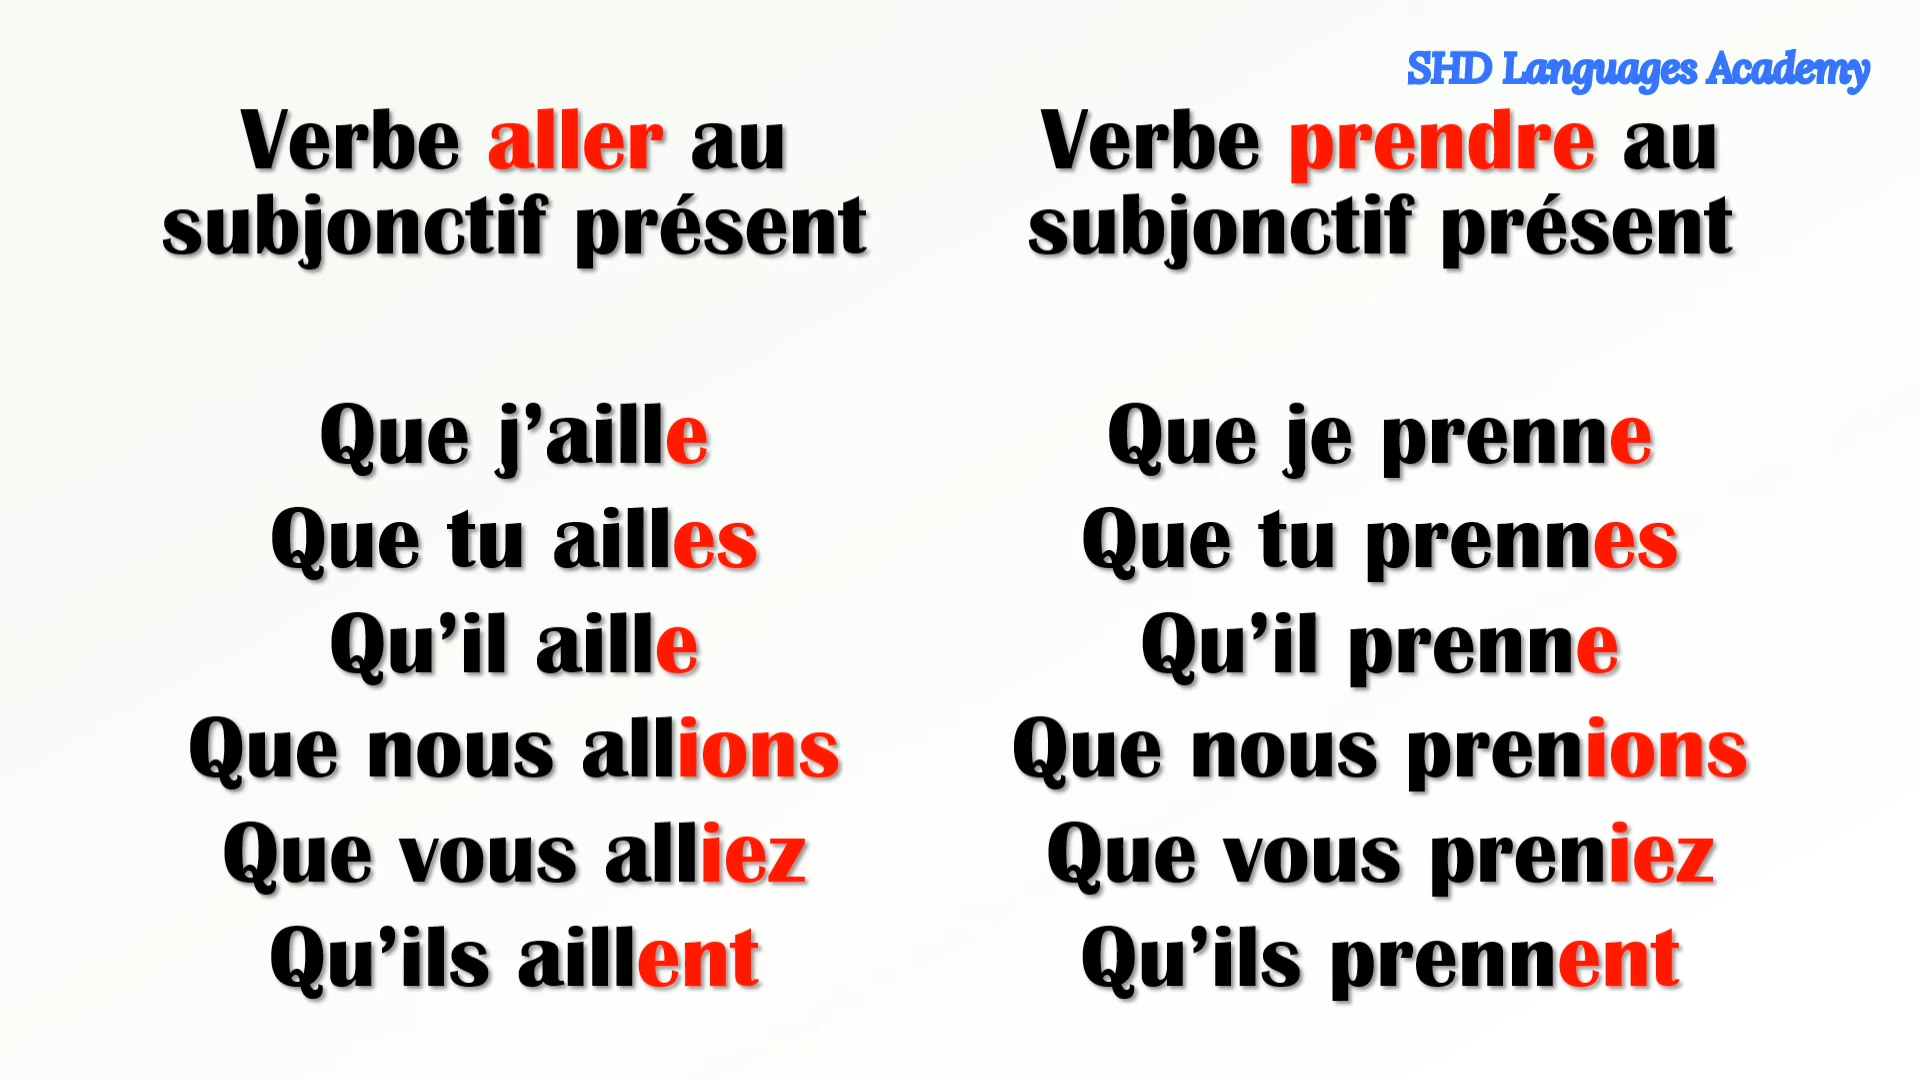 SHD Languages Academy
Verbe aller au
subjonctif présent
Que j’aille
Que tu ailles
Qu’il aille
Que nous allions
Que vous alliez
Qu’ils aillent
Verbe prendre au
subjonctif présent
Que je prenne
Que tu prennes
Qu’il prenne
Que nous prenions
Que vous preniez
Qu’ils prennent